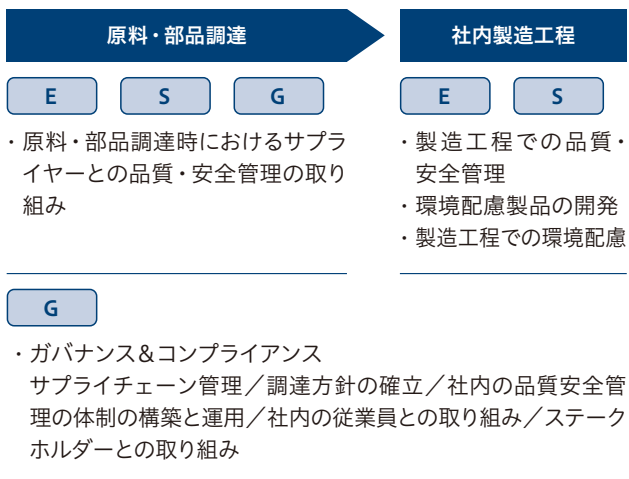 原料・部品調達
E S G
・原料・部品調達時におけるサプラ
イヤーとの品質・安全管理の取り
組み
社内製造工程
E S
・製造工程での品質・
安全管理
・環境配慮製品の開発
・製造工程での環境配慮
G
・ガバナンス＆コンプライアンス
サプライチェーン管理／調達方針の確立／社内の品質安全管
理の体制の構築と運用／社内の従業員との取り組み／ステーク
ホルダーとの取り組み